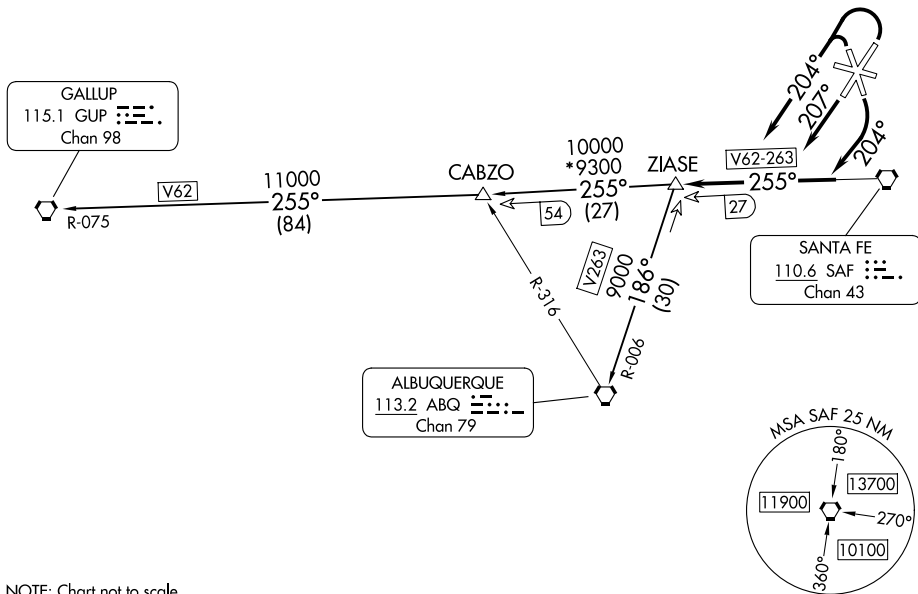 204°
207°
204°
GALLUP
115.1 GUP
Chan 98
V62
11000
255°
(84)
R-075
CABZO
10000
*9300
255°
(27)
54
ZIASE
V62-263
255°
27
SANTA FE
110.6 SAF
Chan 43
V263
9000
186°
(30)
R-316
R-006
ALBUQUERQUE
113.2 ABQ
Chan 79
MSA SAF 25 NM
180°
13700
11900
270°
10100
360°
NOTE: Chart not to scale